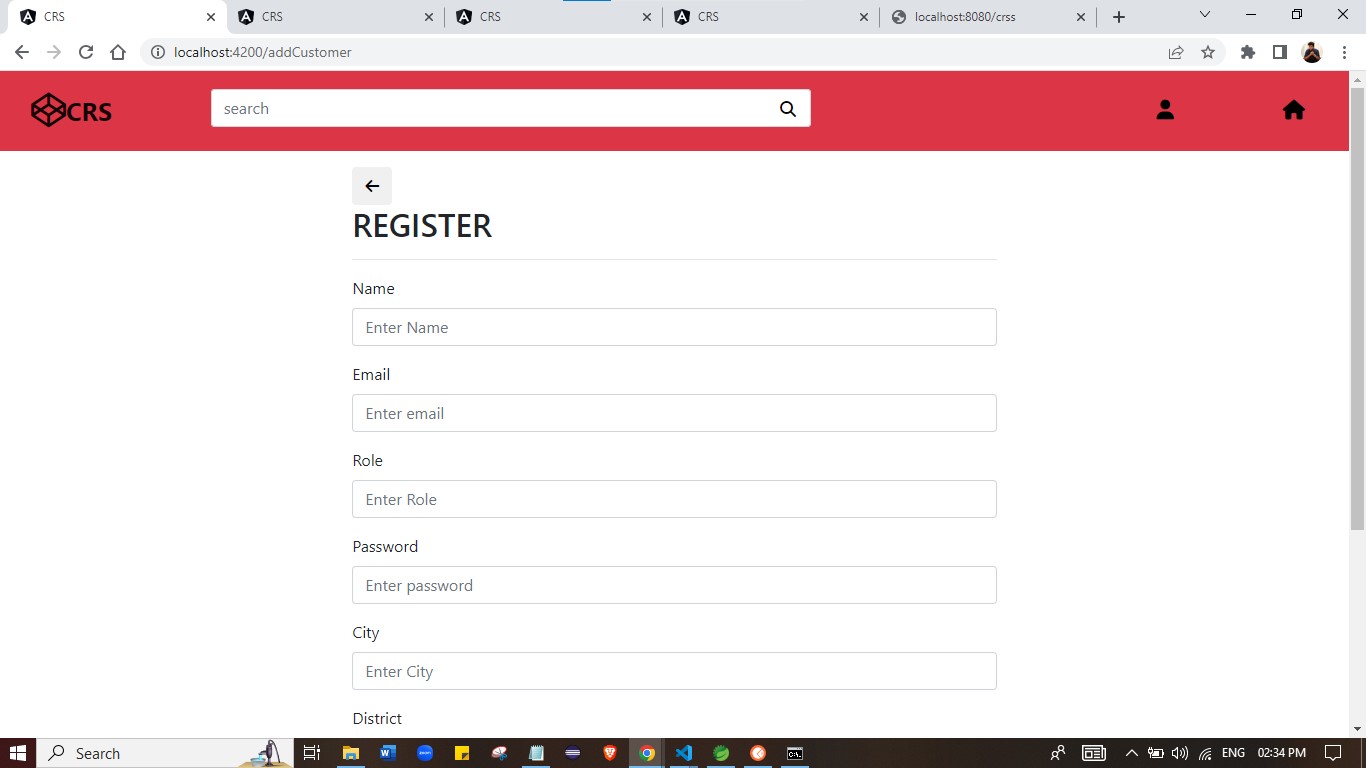 CRS
CRS
CRS
CRS
localhost:8080/crss
localhost:4200/addCustomer
CRS
search
REGISTER
Name
Enter Name
Email
Enter email
Role
Enter Role
Password
Enter password
City
Enter City
District
Search
ENG
02:34 PM